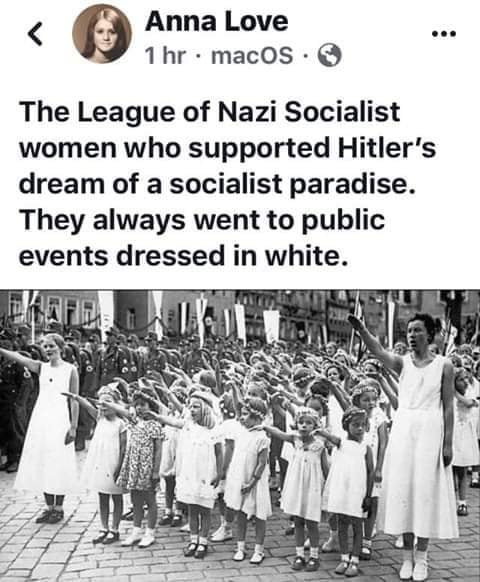 Anna Love
1 hr · macOS ·
The League of Nazi Socialist
women who supported Hitler's
dream of a socialist paradise.
They always went to public
events dressed in white.